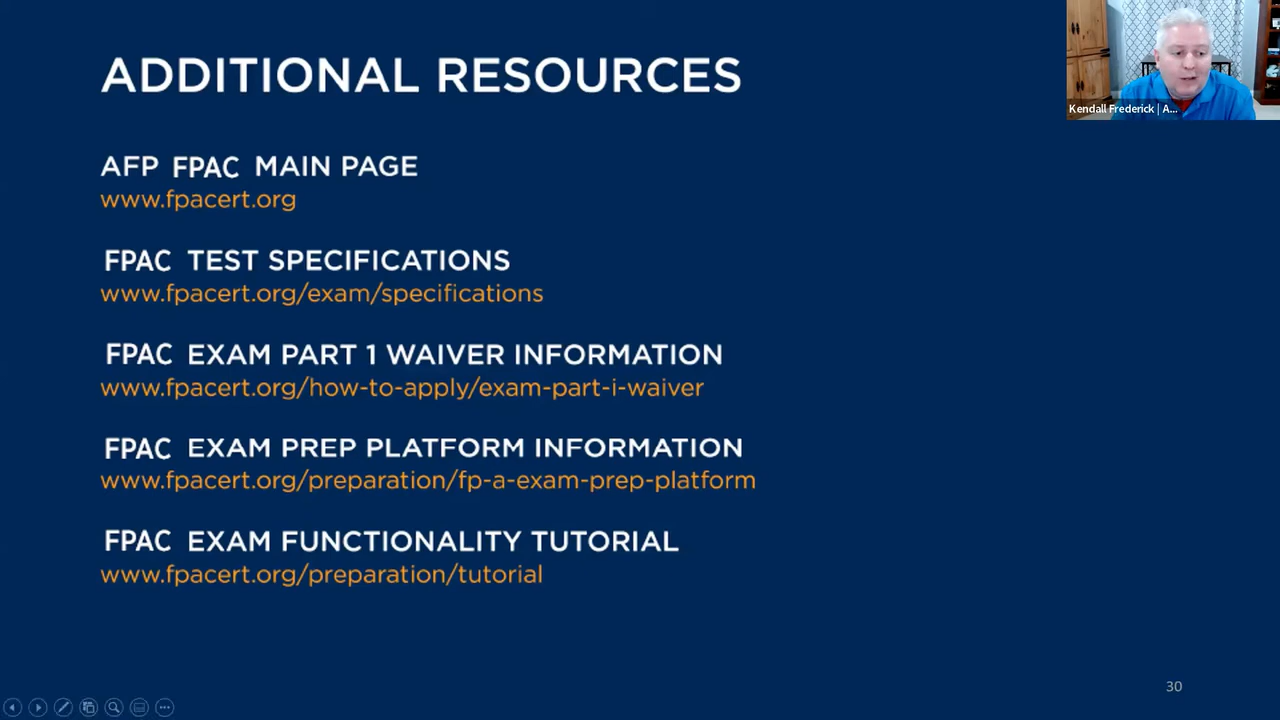 ADDITIONAL RESOURCES
Kendall Frederick | A...
AFP FPAC MAIN PAGE
www.fpacert.org
FPAC TEST SPECIFICATIONS
www.fpacert.org/exam/specifications
FPAC EXAM PART 1 WAIVER INFORMATION
www.fpacert.org/how-to-apply/exam-part-i-waiver
FPAC EXAM PREP PLATFORM INFORMATION
www.fpacert.org/preparation/fp-a-exam-prep-platform
FPAC EXAM FUNCTIONALITY TUTORIAL
www.fpacert.org/preparation/tutorial
30